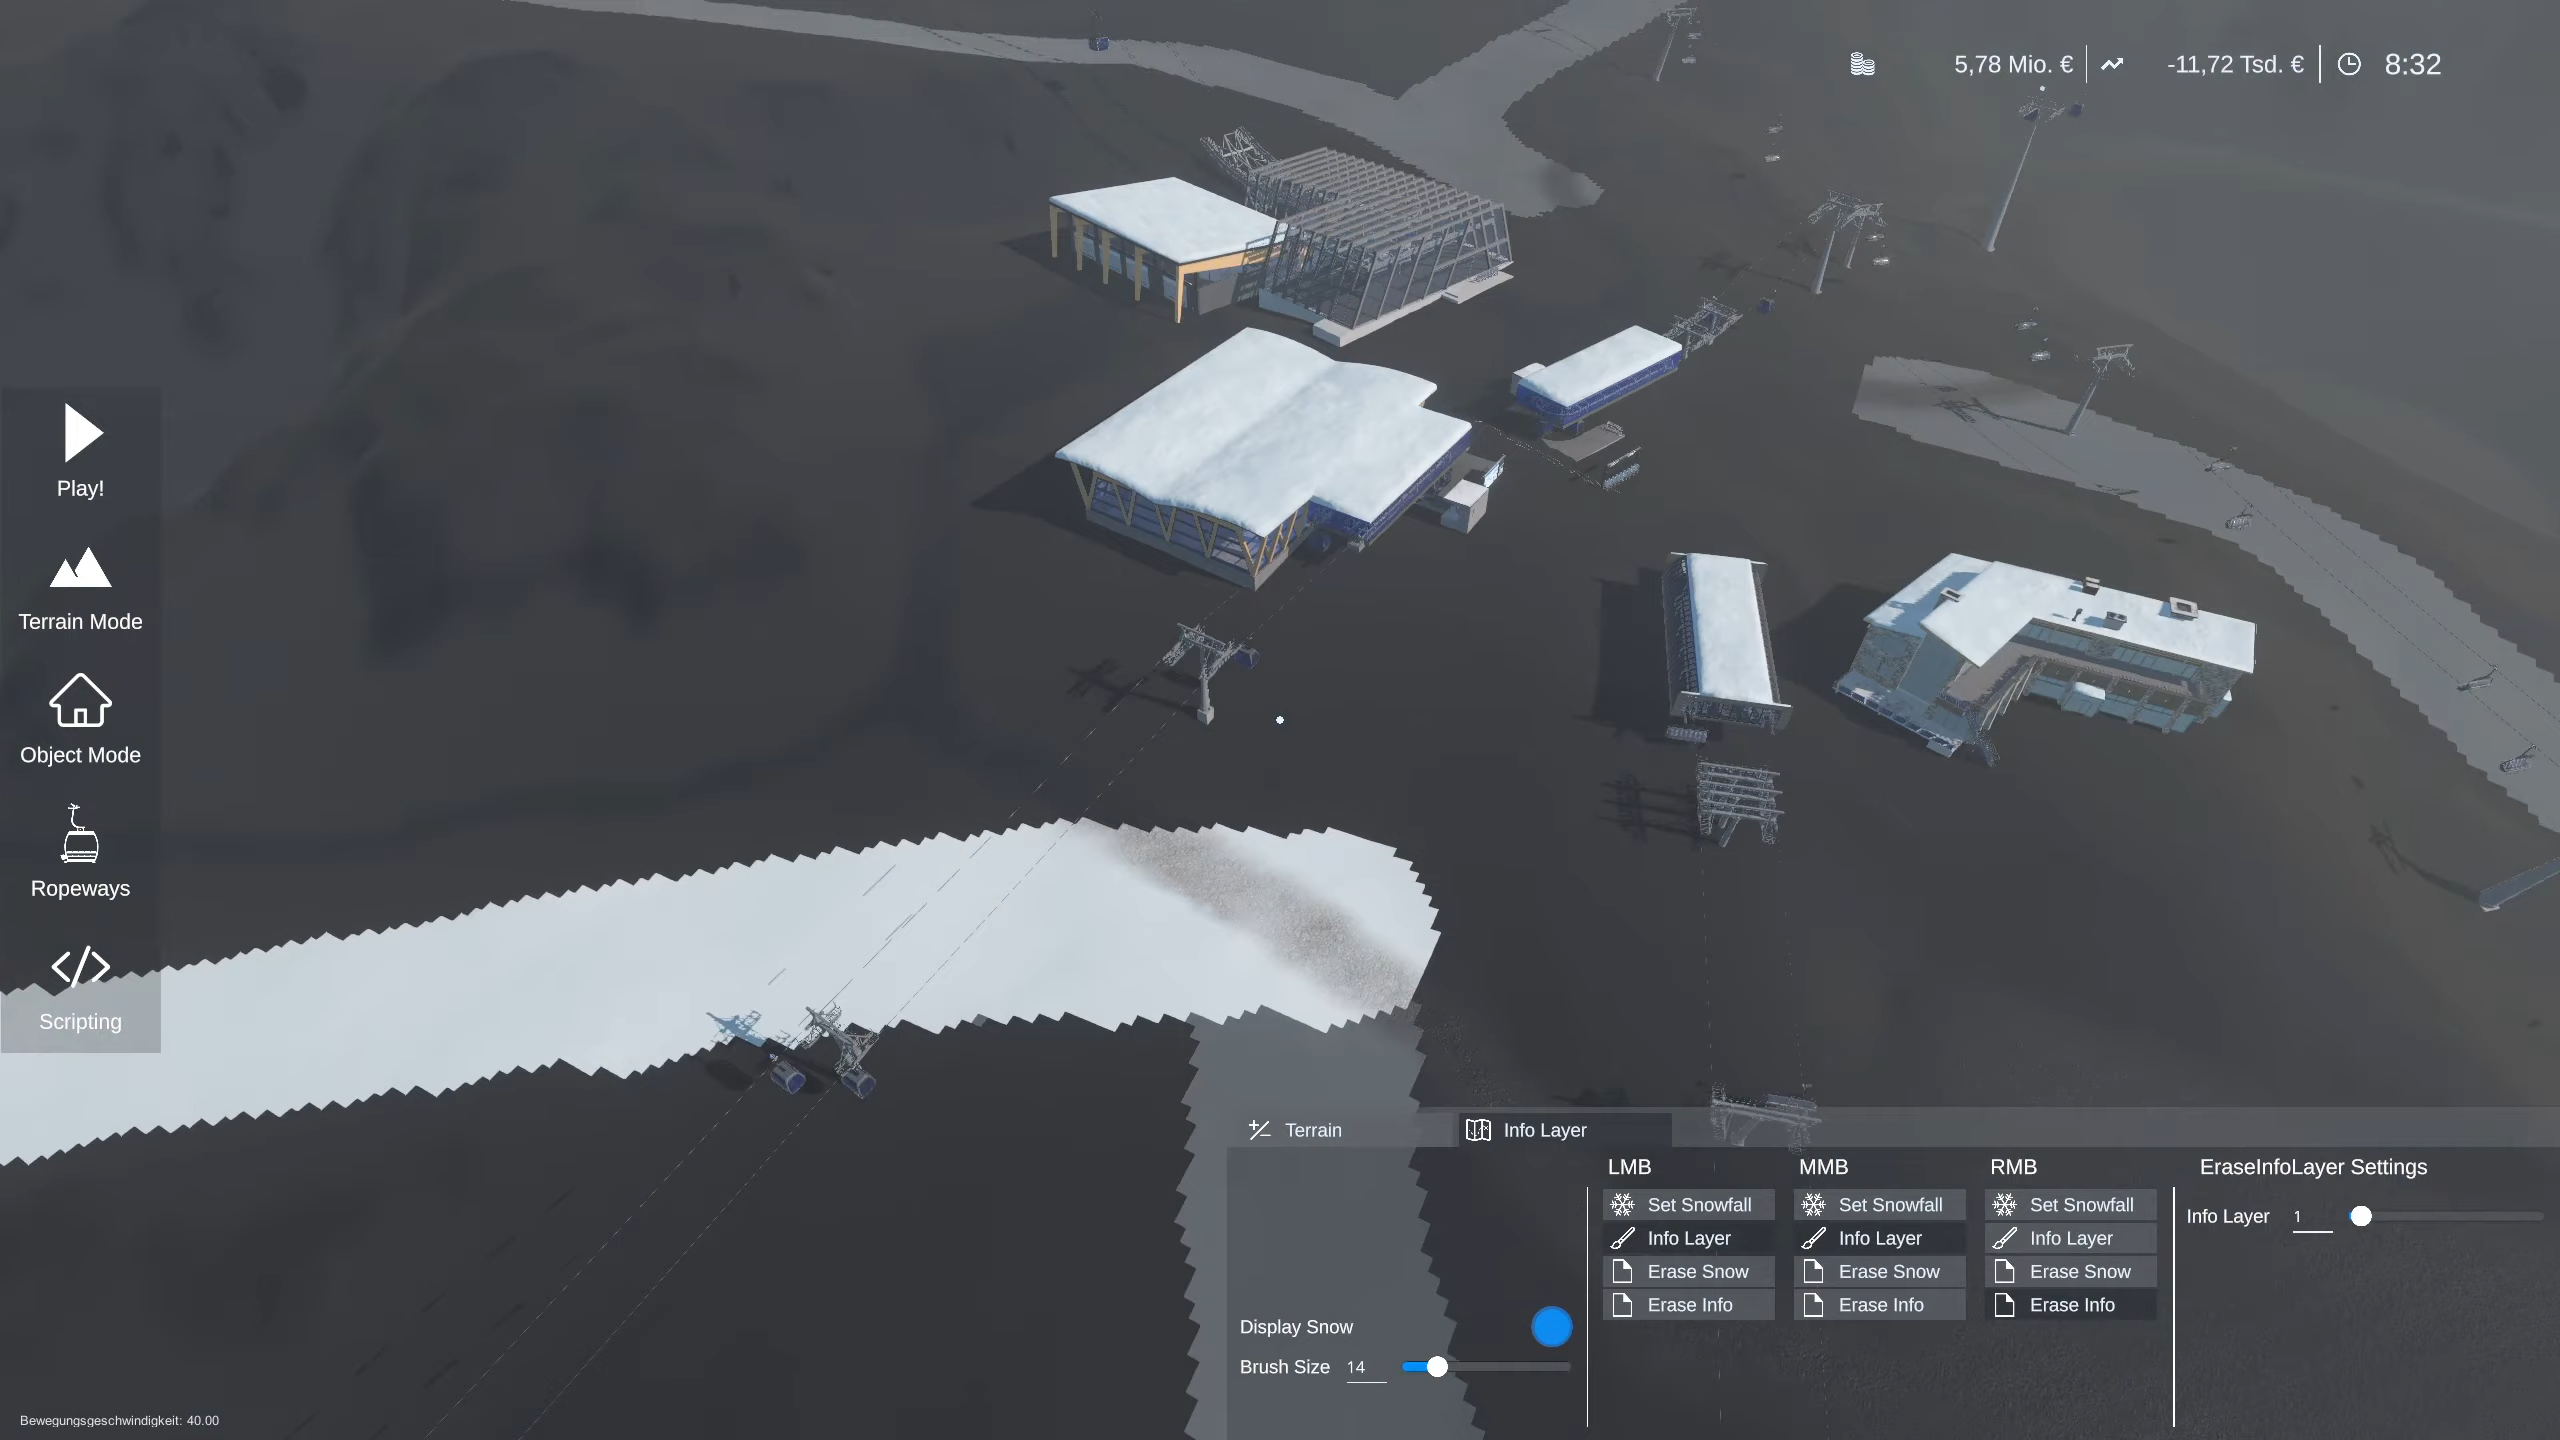 5,78 Mio. €
-11,72 Tsd. €
8:32
Play!
Terrain Mode
Object Mode
Ropeways
Scripting
Terrain
Info Layer
LMB
MMB
RMB
EraseInfoLayer Settings
Set Snowfall
Set Snowfall
Set Snowfall
Info Layer 1
Info Layer
Info Layer
Info Layer
Erase Snow
Erase Snow
Erase Snow
Erase Info
Erase Info
Erase Info
Display Snow
Brush Size 14
Bewegungsgeschwindigkeit: 40.00